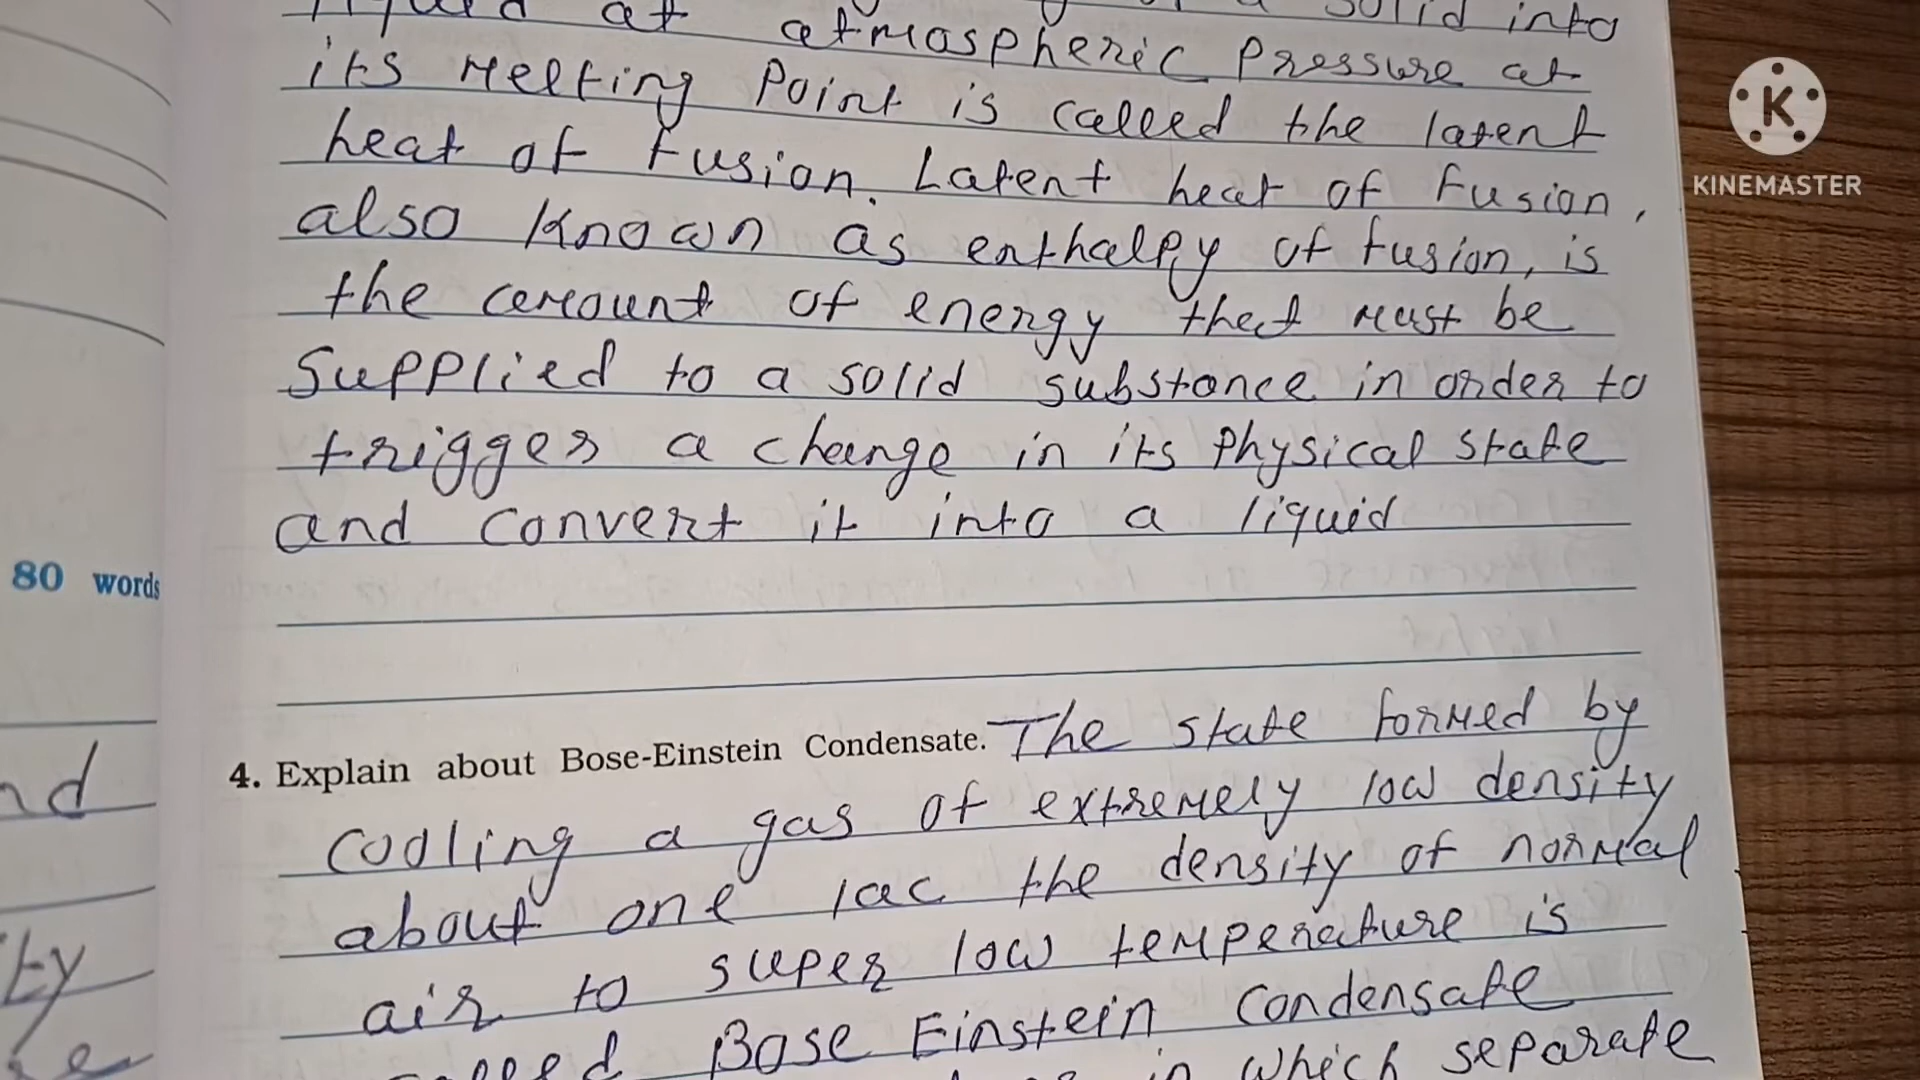 liquid at atmospheric Pressure at
solid into
its melting Point is called the latent
heat of fusion. Latent heat of fusion,
also known as enthalpy of fusion, is
the amount of energy that must be
Supplied to a solid substance in order to
trigger a change in its Physical state
and convert it into a liquid
80 words
4. Explain about Bose-Einstein Condensate. The state formed by
cooling a gas of extremely low density
about one lac the density of normal
air to super low temperature is
called Bose Einstein Condensate
in which separate
KINEMASTER